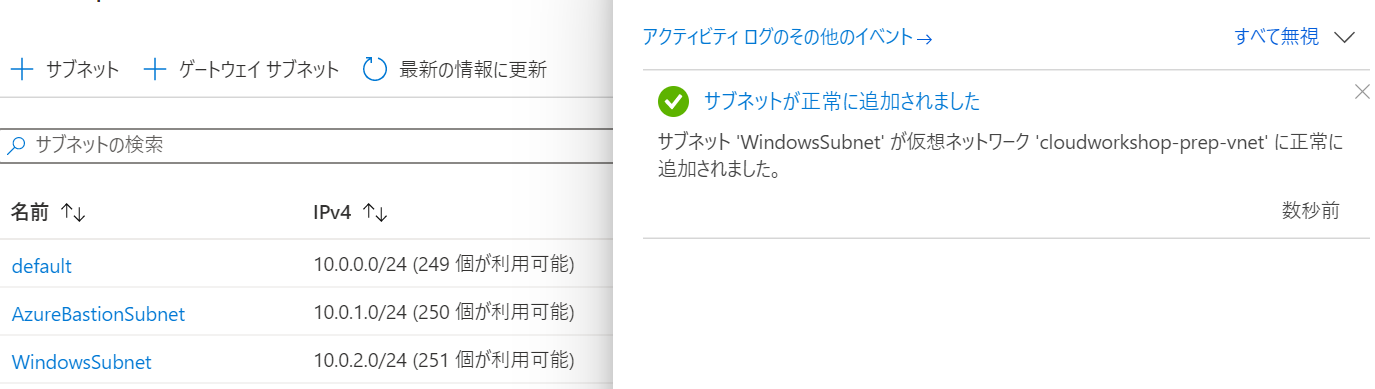 + サブネット + ゲートウェイ サブネット 最新の情報に更新
サブネットの検索
名前 ↑↓ IPv4 ↑↓
default 10.0.0.0/24 (249 個が利用可能)
AzureBastionSubnet 10.0.1.0/24 (250 個が利用可能)
WindowsSubnet 10.0.2.0/24 (251 個が利用可能)
アクティビティ ログのその他のイベント→ すべて無視
サブネットが正常に追加されました
サブネット 'WindowsSubnet' が仮想ネットワーク 'cloudworkshop-prep-vnet' に正常に
追加されました。
数秒前